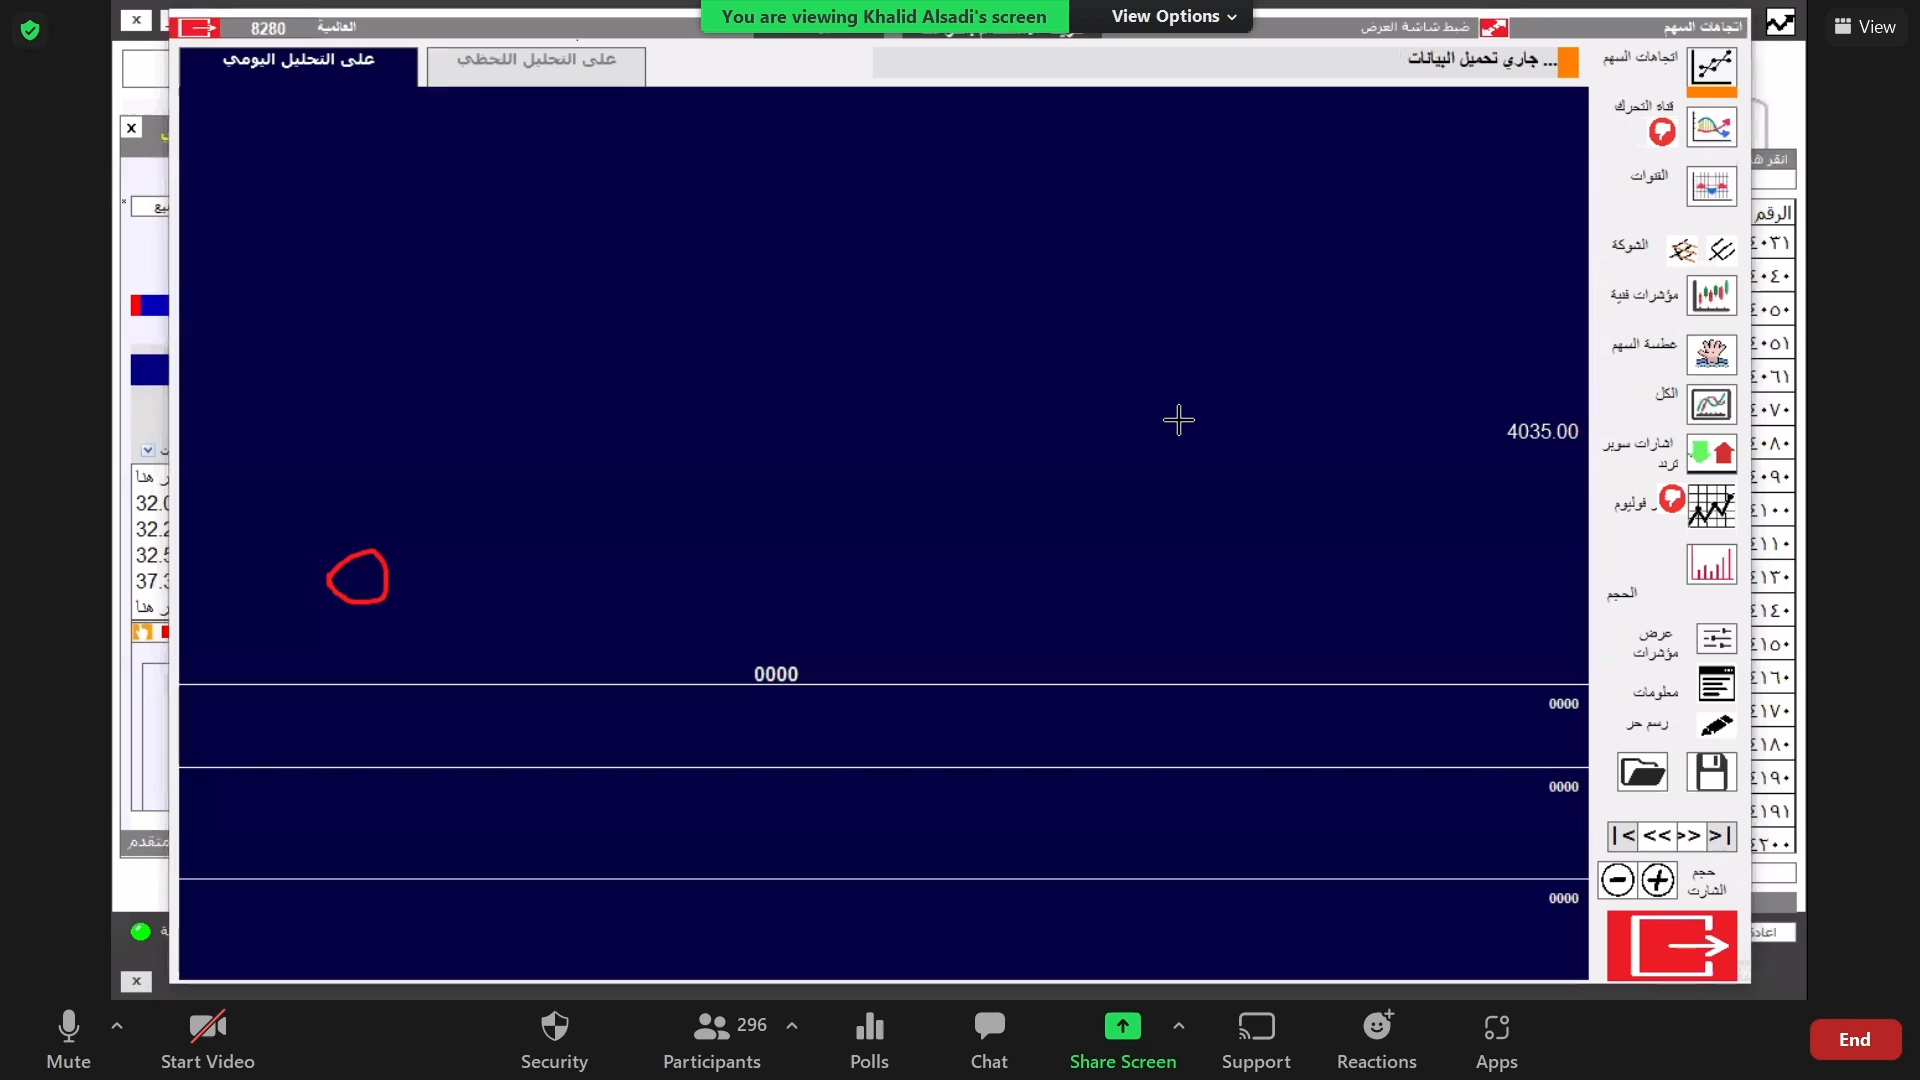 You are viewing Khalid Alsadi's screen
View Options
View
8280
العالمية
ضبط شاشة العرض
اتجاهات السهم
على التحليل اليومي
على التحليل اللحظي
جاري تحميل البيانات ...
اتجاهات السهم
قناة التحرك
القنوات
الشوكة
مؤشرات فنية
غطسة السهم
الكل
اشارات سوبر
ترند
فوليوم
الحجم
عرض
مؤشرات
معلومات
رسم حر
|< << >> >|
حجم
الشارت
4035.00
0000
0000
0000
0000
الرقم
٤٠٣١
٤٠٤٠
٤٠٥٠
٤٠٥١
٤٠٦١
٤٠٧٠
٤٠٨٠
٤٠٩٠
٤١٠٠
٤١١٠
٤١٣٠
٤١٤٠
٤١٥٠
٤١٦٠
٤١٧٠
٤١٨٠
٤١٩٠
٤١٩١
٤٢٠٠
Mute
Start Video
Security
296
Participants
Polls
Chat
Share Screen
Support
Reactions
Apps
End